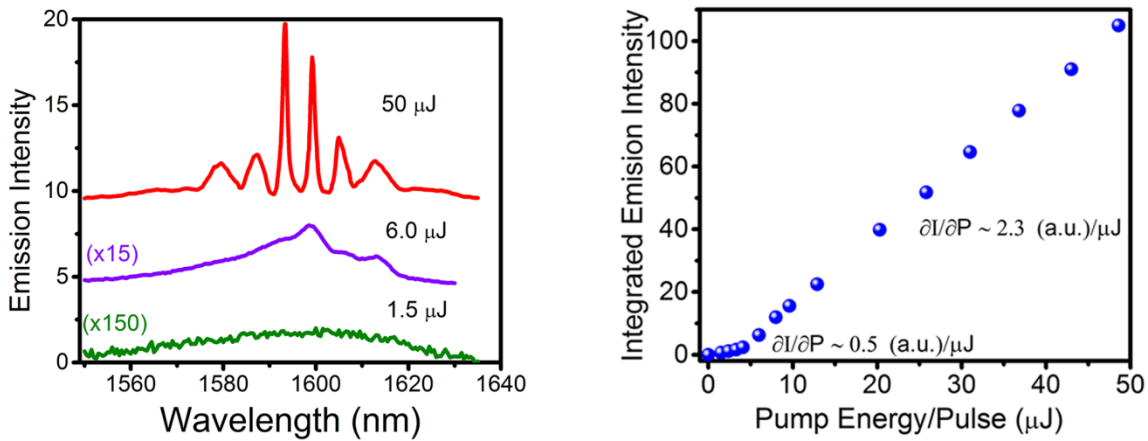 20
15
10
5
0
Emission Intensity
50 μJ
(x15)
6.0 μJ
(x150)
1.5 μJ
1560 1580 1600 1620 1640
Wavelength (nm)
100
80
60
40
20
0
Integrated Emision Intensity
∂I/∂P ~ 2.3 (a.u.)/μJ
∂I/∂P ~ 0.5 (a.u.)/μJ
0 10 20 30 40 50
Pump Energy/Pulse (μJ)